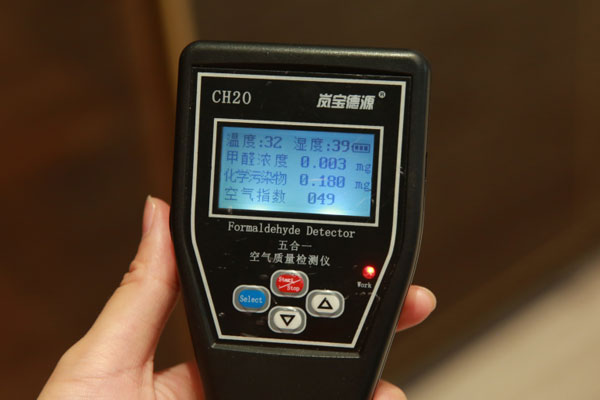 CH20 岚宝德源®
温度:32 湿度:39
甲醛浓度 0.003 mg
化学污染物 0.180 mg
空气指数 049
Formaldehyde Detector
五合一
空气质量检测仪
Work
Start/Stop
Select